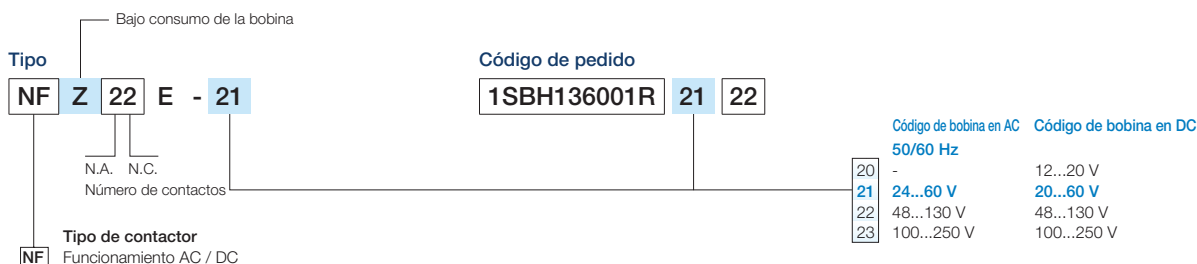 Bajo consumo de la bobina
Tipo
Código de pedido
NF Z 22 E - 21
1SBH136001R 21 22
Código de bobina en AC Código de bobina en DC
50/60 Hz
N.A. N.C.
Número de contactos
20 - 12...20 V
21 24...60 V 20...60 V
22 48...130 V 48...130 V
23 100...250 V 100...250 V
Tipo de contactor
NF Funcionamiento AC / DC